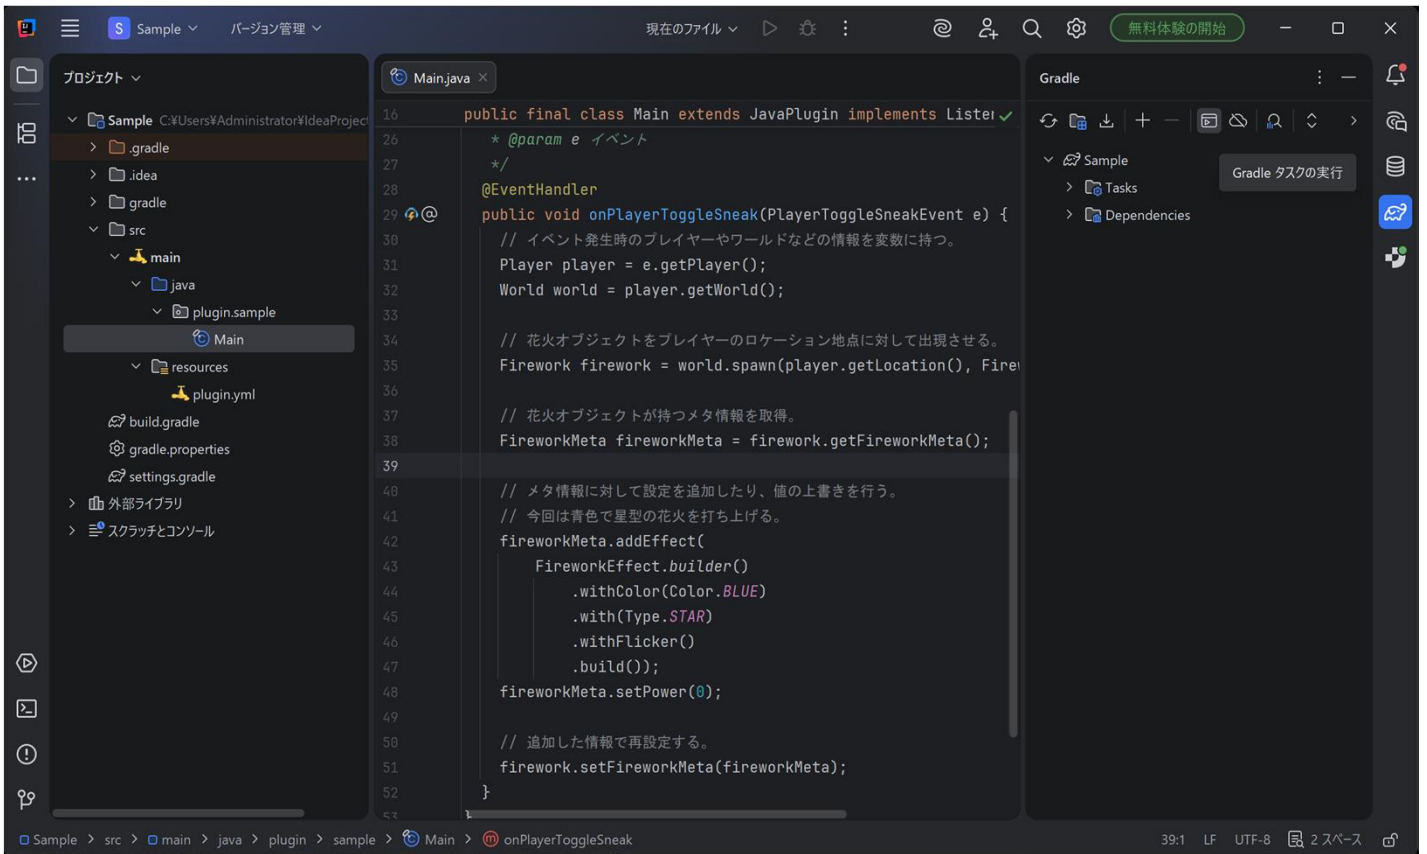 S Sample バージョン管理 現在のファイル 無料体験の開始
プロジェクト
Sample C:¥Users¥Administrator¥IdeaProject
.gradle
.idea
gradle
src
main
java
plugin.sample
Main
resources
plugin.yml
build.gradle
gradle.properties
settings.gradle
外部ライブラリ
スクラッチとコンソール
Main.java
16 public final class Main extends JavaPlugin implements Listen
26 * @param e イベント
27 */
28 @EventHandler
29 public void onPlayerToggleSneak(PlayerToggleSneakEvent e) {
30 // イベント発生時のプレイヤーやワールドなどの情報を変数に持つ。
31 Player player = e.getPlayer();
32 World world = player.getWorld();
33
34 // 花火オブジェクトをプレイヤーのロケーション地点に対して出現させる。
35 Firework firework = world.spawn(player.getLocation(), Firew
36
37 // 花火オブジェクトが持つメタ情報を取得。
38 FireworkMeta fireworkMeta = firework.getFireworkMeta();
39
40 // メタ情報に対して設定を追加したり、値の上書きを行う。
41 // 今回は青色で星型の花火を打ち上げる。
42 fireworkMeta.addEffect(
43 FireworkEffect.builder()
44 .withColor(Color.BLUE)
45 .with(Type.STAR)
46 .withFlicker()
47 .build());
48 fireworkMeta.setPower(0);
49
50 // 追加した情報で再設定する。
51 firework.setFireworkMeta(fireworkMeta);
52 }
53 }
Gradle
Sample
Tasks
Dependencies
Gradle タスクの実行
Sample > src > main > java > plugin > sample > Main > onPlayerToggleSneak 39:1 LF UTF-8 2 スペース